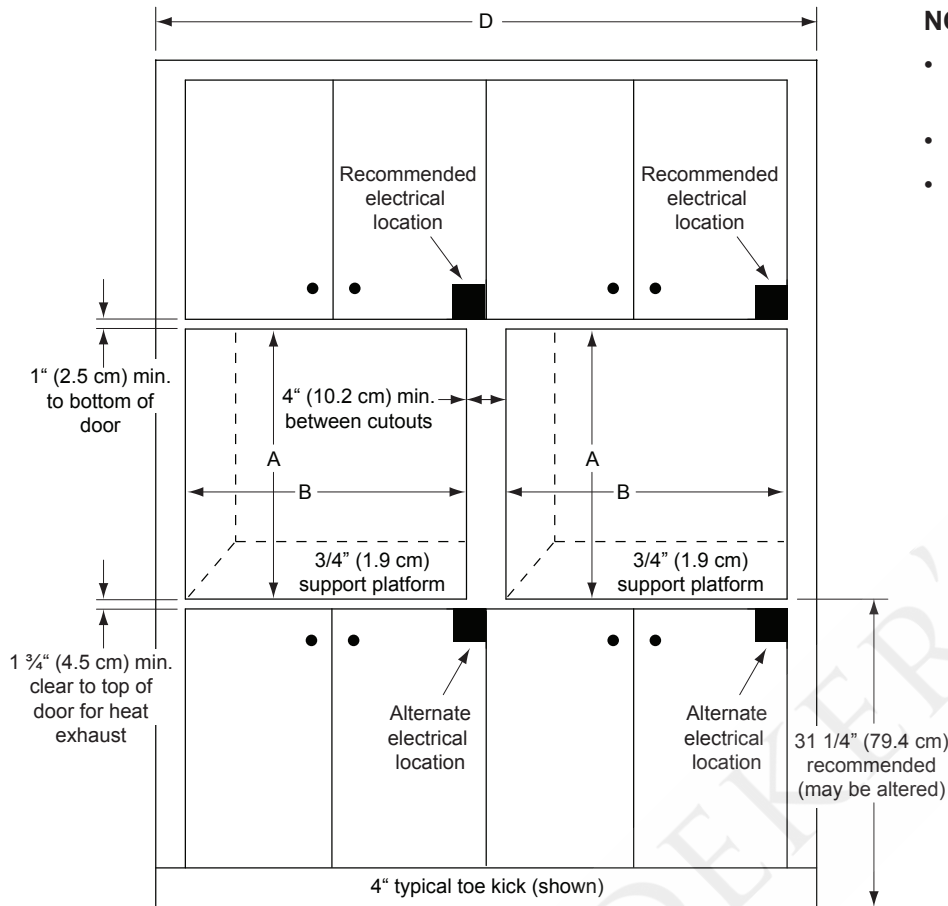 D
NO
•
•
•
Recommended
electrical
location
Recommended
electrical
location
1“ (2.5 cm) min.
to bottom of
door
4“ (10.2 cm) min.
between cutouts
A
B
A
B
3/4” (1.9 cm)
support platform
3/4” (1.9 cm)
support platform
1 ¾“ (4.5 cm) min.
clear to top of
door for heat
exhaust
Alternate
electrical
location
Alternate
electrical
location
31 1/4“ (79.4 cm)
recommended
(may be altered)
4“ typical toe kick (shown)
DEKER’